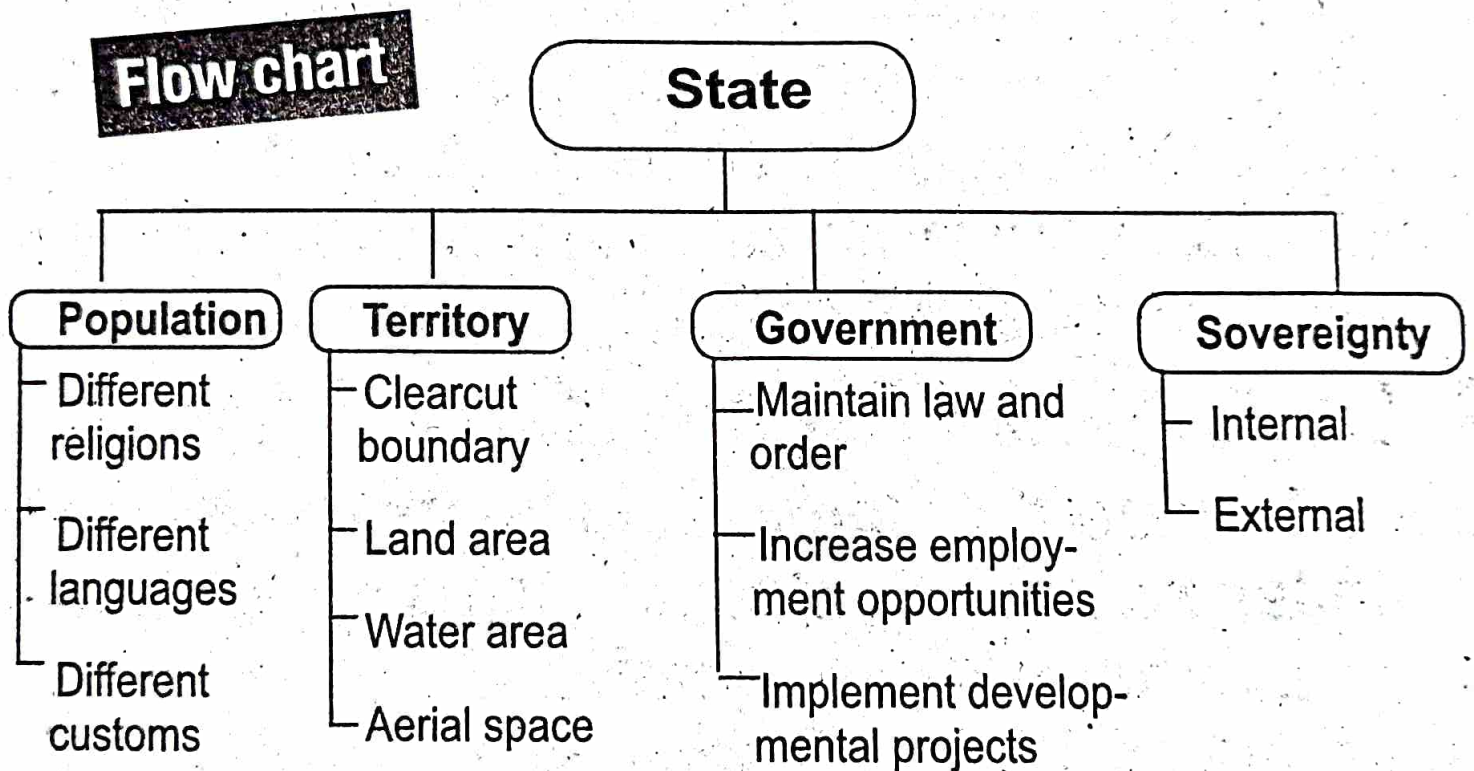 Flow chart
State
Population
Different
religions
Different
languages
Different
customs
Territory
Clearcut
boundary
Land area
Water area
Aerial space
Government
Maintain law and
order
Increase employ-
ment opportunities
Implement develop-
mental projects
Sovereignty
Internal
External